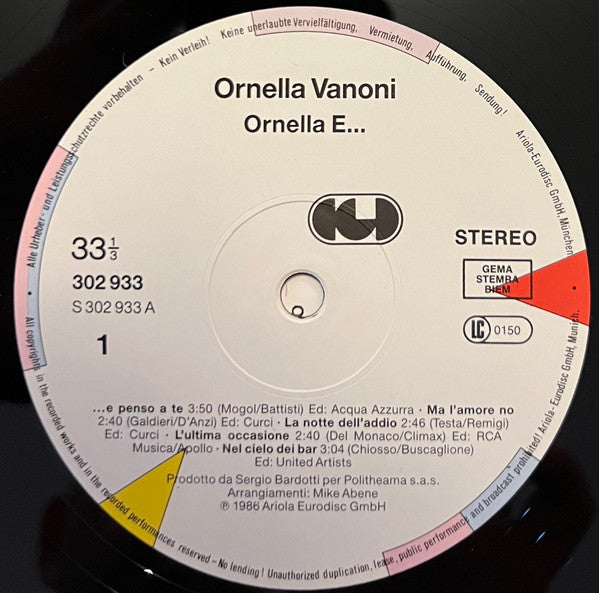 Alle Urheber- und Leistungsschutzrechte vorbehalten - Kein Verleih! Keine unerlaubte Vervielfältigung, Vermietung, Aufführung, Sendung!
Ariola-Eurodisc GmbH, München
Ornella Vanoni
Ornella E...
33 1/3
302 933
S 302 933 A
1
STEREO
GEMA
STEMRA
BIEM
LC 0150
...e penso a te 3:50 (Mogol/Battisti) Ed: Acqua Azzurra · Ma l'amore no
2:40 (Galdieri/D'Anzi) Ed: Curci · La notte dell'addio 2:46 (Testa/Remigi)
Ed: Curci · L'ultima occasione 2:40 (Del Monaco/Climax) Ed: RCA
Musica/Apollo · Nel cielo dei bar 3:04 (Chiosso/Buscaglione)
Ed: United Artists
Prodotto da Sergio Bardotti per Politheama s.a.s.
Arrangiamenti: Mike Abene
℗ 1986 Ariola Eurodisc GmbH
All copyrights in the recorded works and in the recorded performances reserved – No lending! Unauthorized duplication, lease, public performance and broadcast prohibited! Ariola-Eurodisc GmbH, Munich.